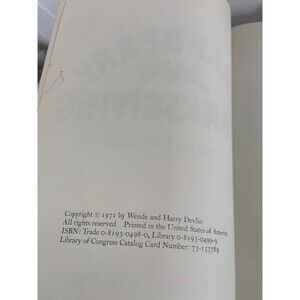 Copyright © 1971 by Wende and Harry Devlin
All rights reserved Printed in the United States of America
ISBN: Trade 0-8193-0498-0, Library 0-8193-0499-9
Library of Congress Catalog Card Number: 73-153789